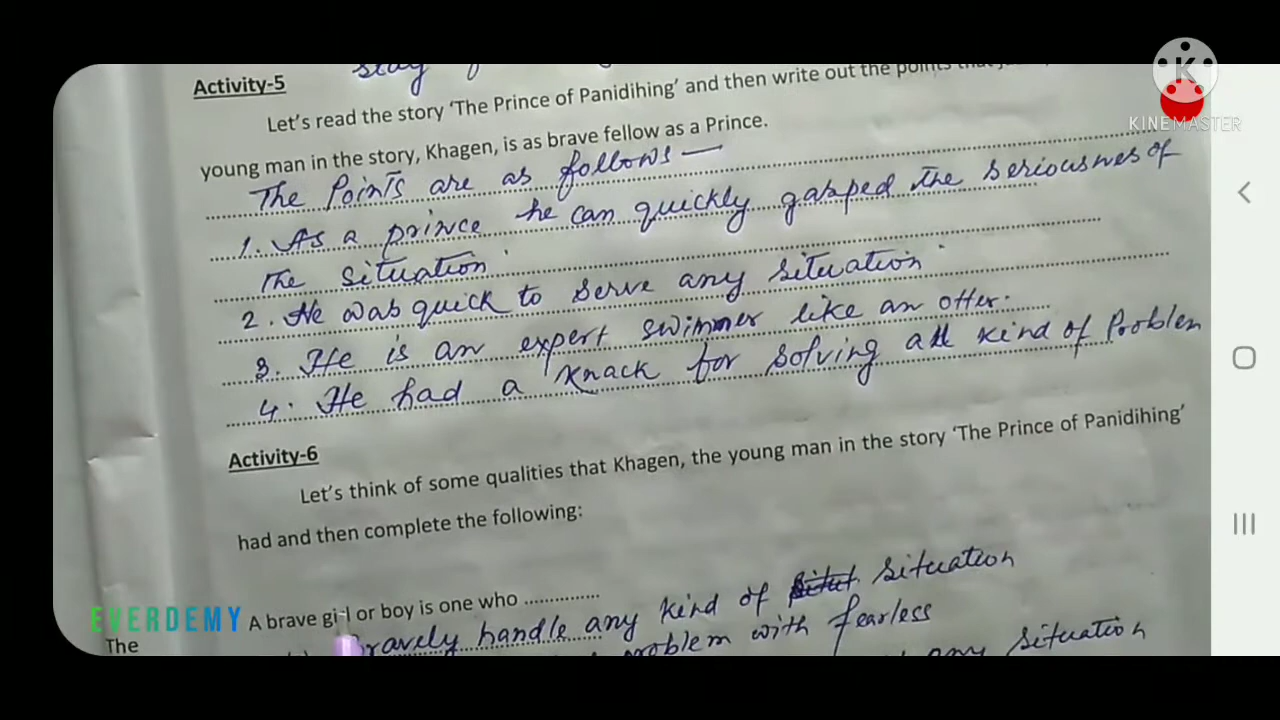 stay
Activity-5
Let's read the story 'The Prince of Panidihing' and then write out the points that
young man in the story, Khagen, is as brave fellow as a Prince.
The Points are as follows —
1. As a prince he can quickly gasped the seriousnes of
the situation
2. He was quick to serve any situation
3. He is an expert swimmer like an otter.
4. He had a knack for solving all kind of Problem
Activity-6
Let's think of some qualities that Khagen, the young man in the story 'The Prince of Panidihing'
had and then complete the following:
A brave girl or boy is one who ..............
bravely handle any kind of situation
problem with fearless
any situation
The
EVERDEMY
K
KINEMASTER